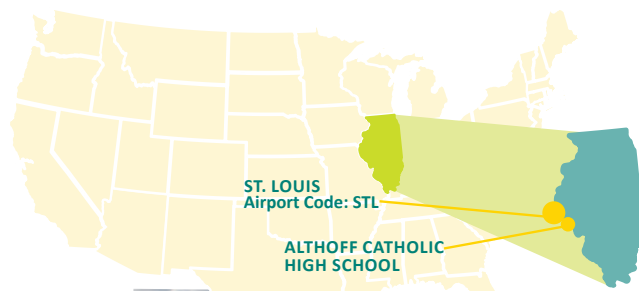 ST. LOUIS
Airport Code: STL
ALTHOFF CATHOLIC
HIGH SCHOOL